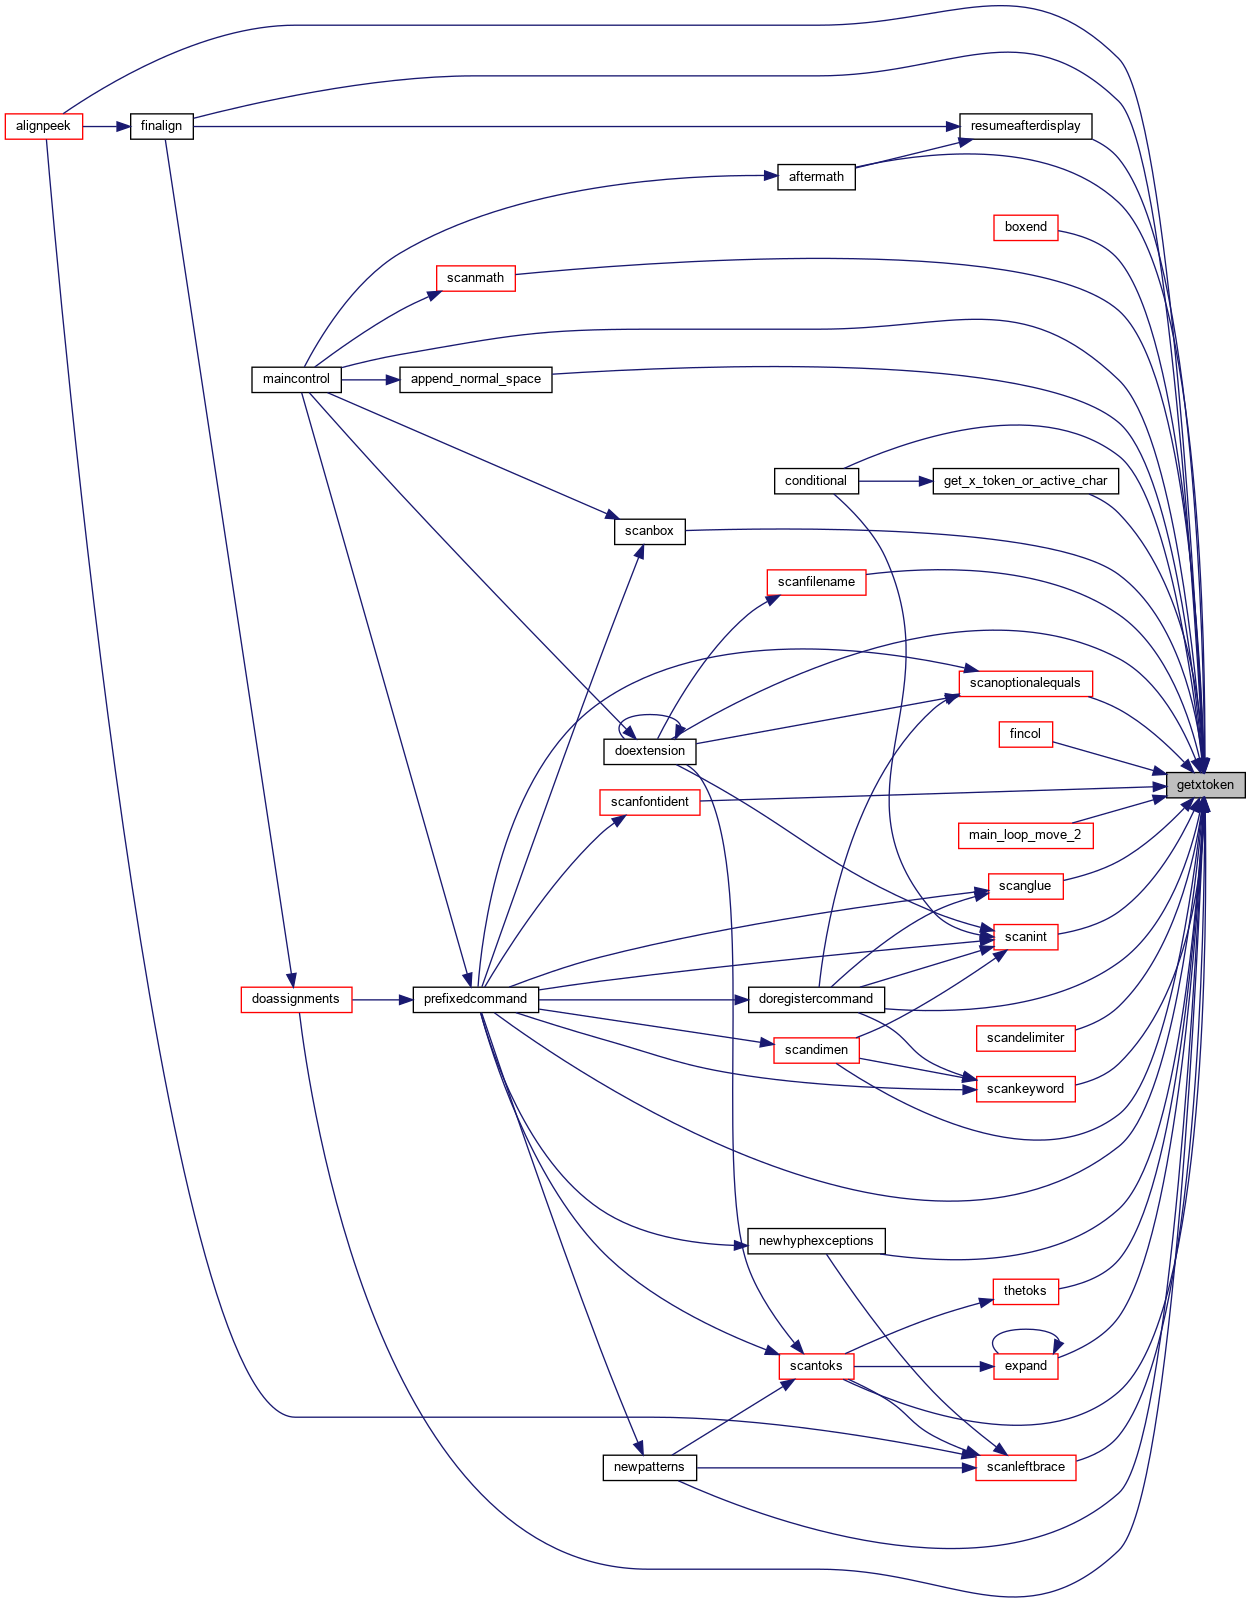 alignpeek
finalign
resumeafterdisplay
aftermath
boxend
scanmath
maincontrol
append_normal_space
conditional
get_x_token_or_active_char
scanbox
scanfilename
scanoptionalequals
fincol
doextension
getxtoken
scanfontident
main_loop_move_2
scanglue
scanint
doassignments
prefixedcommand
doregistercommand
scandelimiter
scandimen
scankeyword
newhyphexceptions
thetoks
scantoks
expand
newpatterns
scanleftbrace